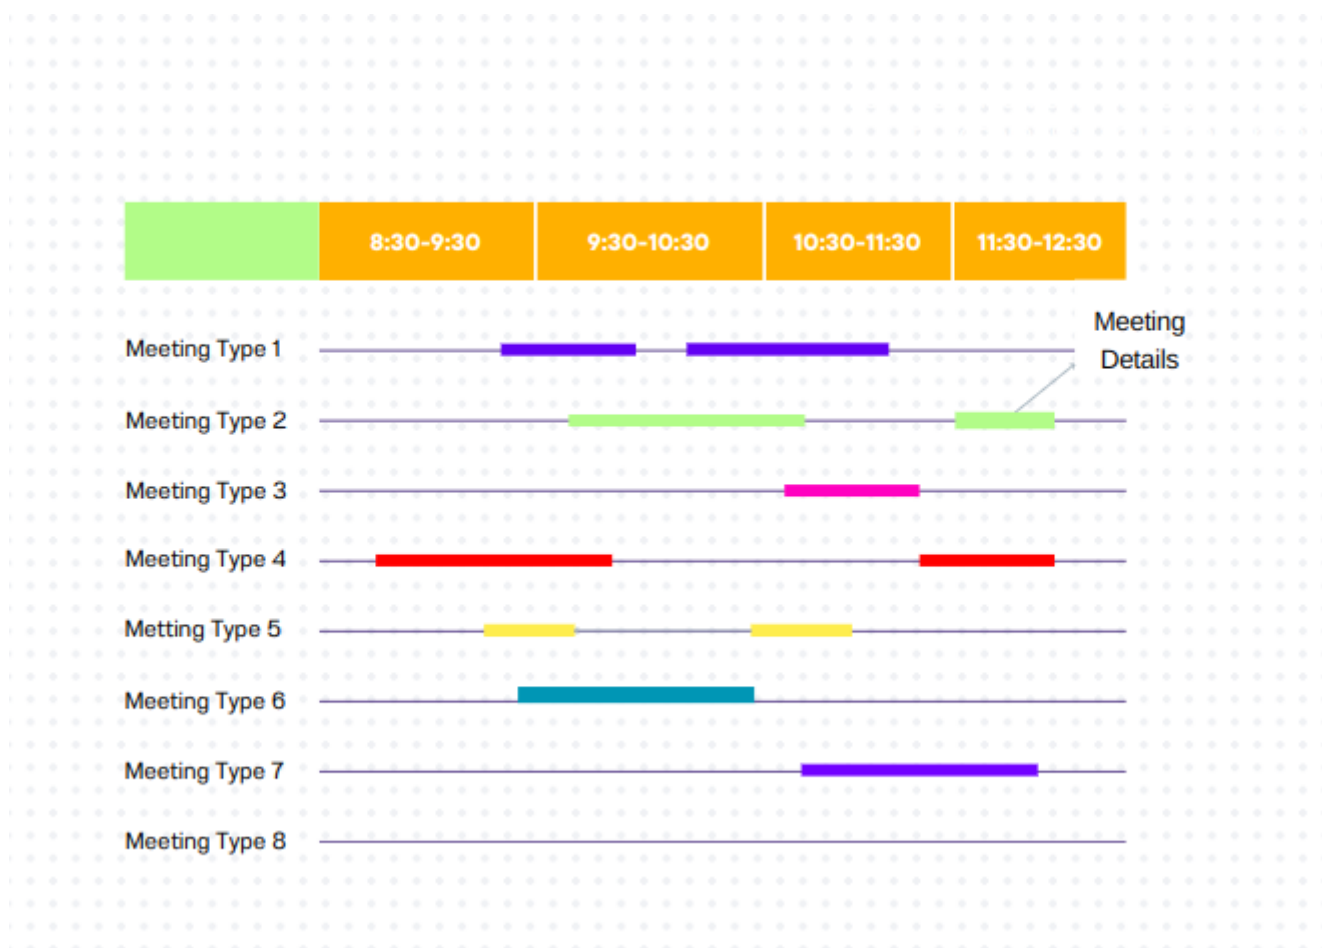 8:30-9:30 9:30-10:30 10:30-11:30 11:30-12:30
Meeting
Details
Meeting Type 1
Meeting Type 2
Meeting Type 3
Meeting Type 4
Metting Type 5
Meeting Type 6
Meeting Type 7
Meeting Type 8